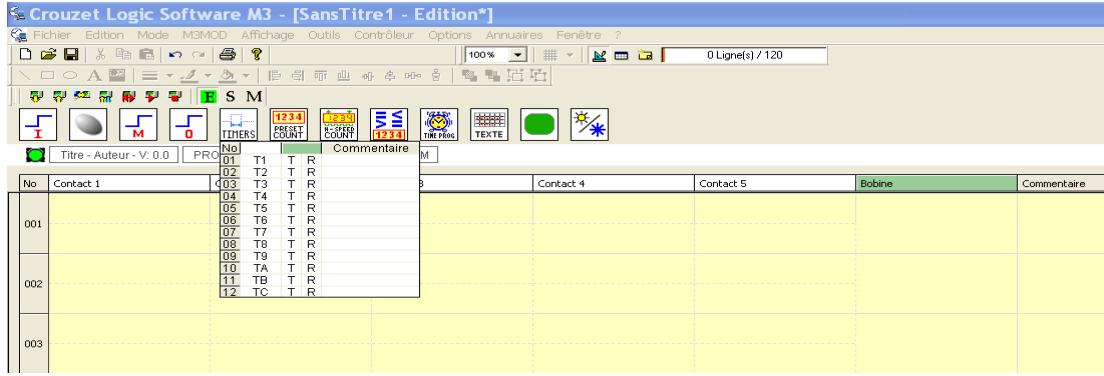 Crouzet Logic Software M3 - [SansTitre1 - Edition*]
Fichier Edition Mode M3MOD Affichage Outils Contrôleur Options Annuaires Fenêtre ?
100% 0 Ligne(s) / 120
E S M
I M O TIMERS 1234 PRESET COUNT 1234 H-SPEED COUNT 1234 TIME PROG TEXTE
Titre - Auteur - V: 0.0 PRO M
No Commentaire
01 T1 T R
02 T2 T R
03 T3 T R
04 T4 T R
05 T5 T R
06 T6 T R
07 T7 T R
08 T8 T R
09 T9 T R
10 TA T R
11 TB T R
12 TC T R
No Contact 1 C 3 Contact 4 Contact 5 Bobine Commentaire
001
002
003